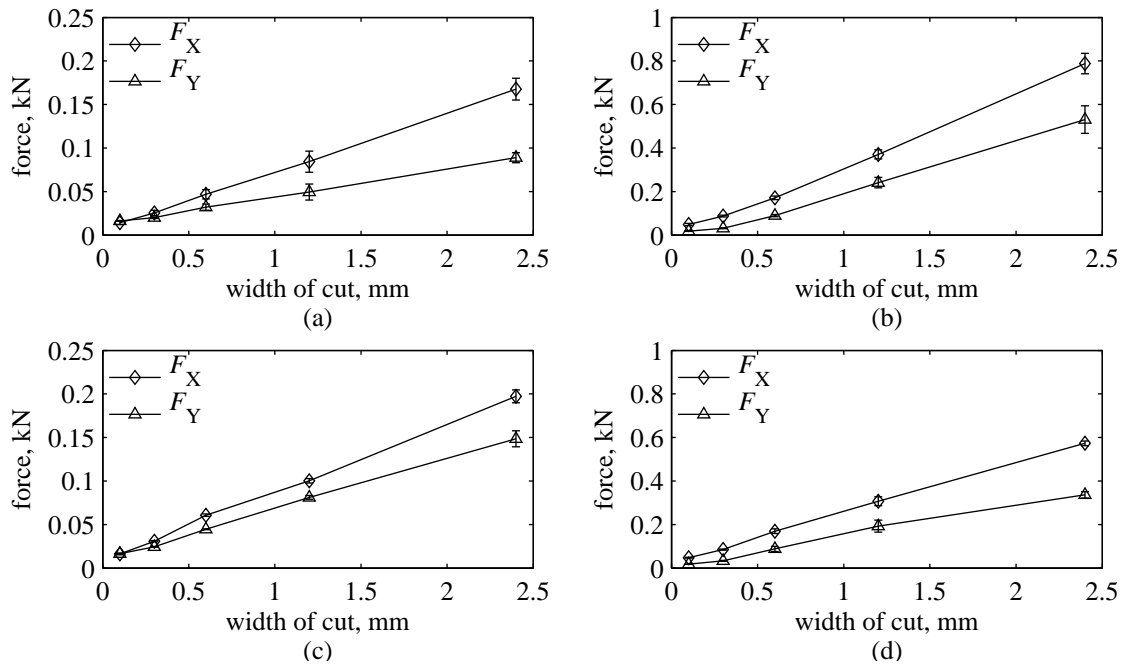 0.25
0.2
0.15
0.1
0.05
0
force, kN
F_X
F_Y
0 0.5 1 1.5 2 2.5
width of cut, mm
(a)
1
0.8
0.6
0.4
0.2
0
force, kN
F_X
F_Y
0 0.5 1 1.5 2 2.5
width of cut, mm
(b)
0.25
0.2
0.15
0.1
0.05
0
force, kN
F_X
F_Y
0 0.5 1 1.5 2 2.5
width of cut, mm
(c)
1
0.8
0.6
0.4
0.2
0
force, kN
F_X
F_Y
0 0.5 1 1.5 2 2.5
width of cut, mm
(d)